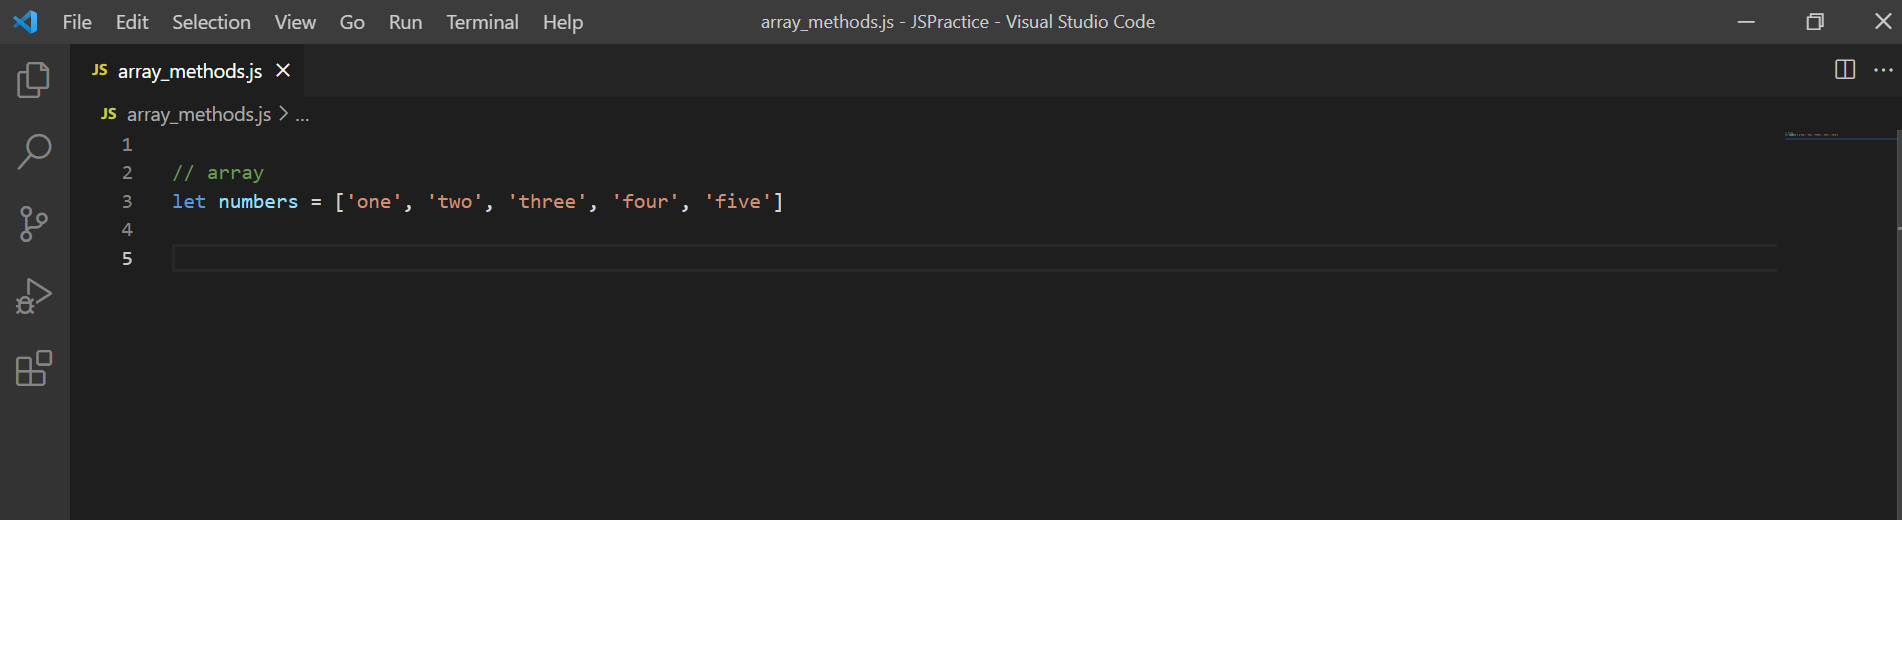 File Edit Selection View Go Run Terminal Help array_methods.js - JSPractice - Visual Studio Code
JS array_methods.js
JS array_methods.js > ...
1
2 // array
3 let numbers = ['one', 'two', 'three', 'four', 'five']
4
5